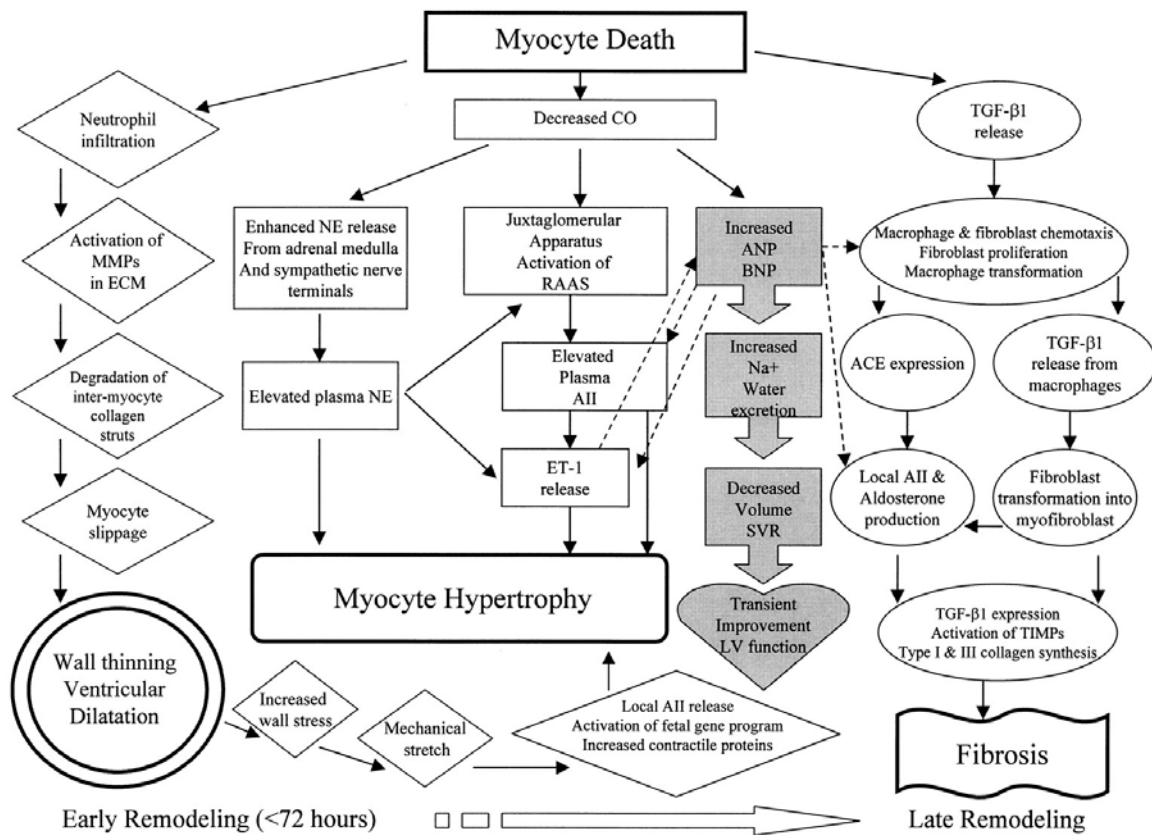 Myocyte Death
Neutrophil
infiltration
Decreased CO
TGF-β1
release
Activation of
MMPs
in ECM
Enhanced NE release
From adrenal medulla
And sympathetic nerve
terminals
Juxtaglomerular
Apparatus
Activation of
RAAS
Increased
ANP
BNP
Macrophage & fibroblast chemotaxis
Fibroblast proliferation
Macrophage transformation
Degradation of
inter-myocyte
collagen
struts
Elevated plasma NE
Elevated
Plasma
AII
Increased
Na+
Water
excretion
ACE expression
TGF-β1
release from
macrophages
Myocyte
slippage
ET-1
release
Decreased
Volume
SVR
Local AII &
Aldosterone
production
Fibroblast
transformation into
myofibroblast
Myocyte Hypertrophy
Transient
Improvement
LV function
TGF-β1 expression
Activation of TIMPs
Type I & III collagen synthesis
Wall thinning
Ventricular
Dilatation
Increased
wall stress
Mechanical
stretch
Local AII release
Activation of fetal gene program
Increased contractile proteins
Fibrosis
Early Remodeling (<72 hours)
Late Remodeling